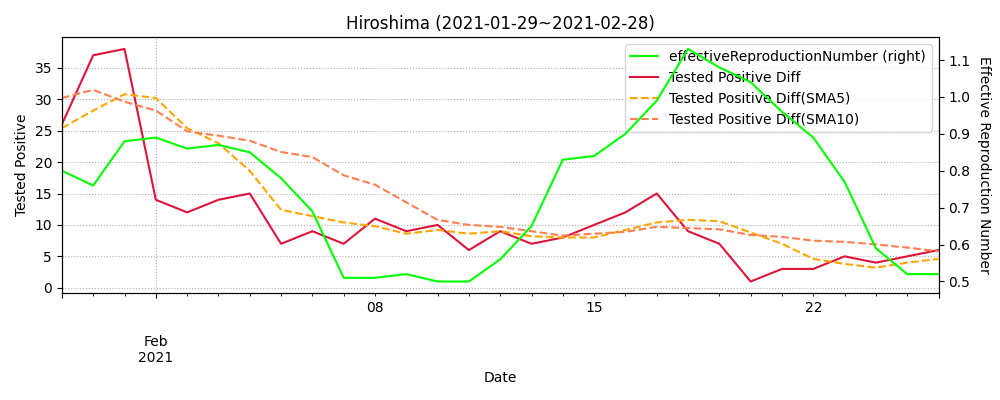 Hiroshima (2021-01-29~2021-02-28)
effectiveReproductionNumber (right)
Tested Positive Diff
Tested Positive Diff(SMA5)
Tested Positive Diff(SMA10)
Tested Positive
35
30
25
20
15
10
5
0
1.1
1.0
0.9
0.8
0.7
0.6
0.5
Effective Reproduction Number
08
15
22
Feb
2021
Date